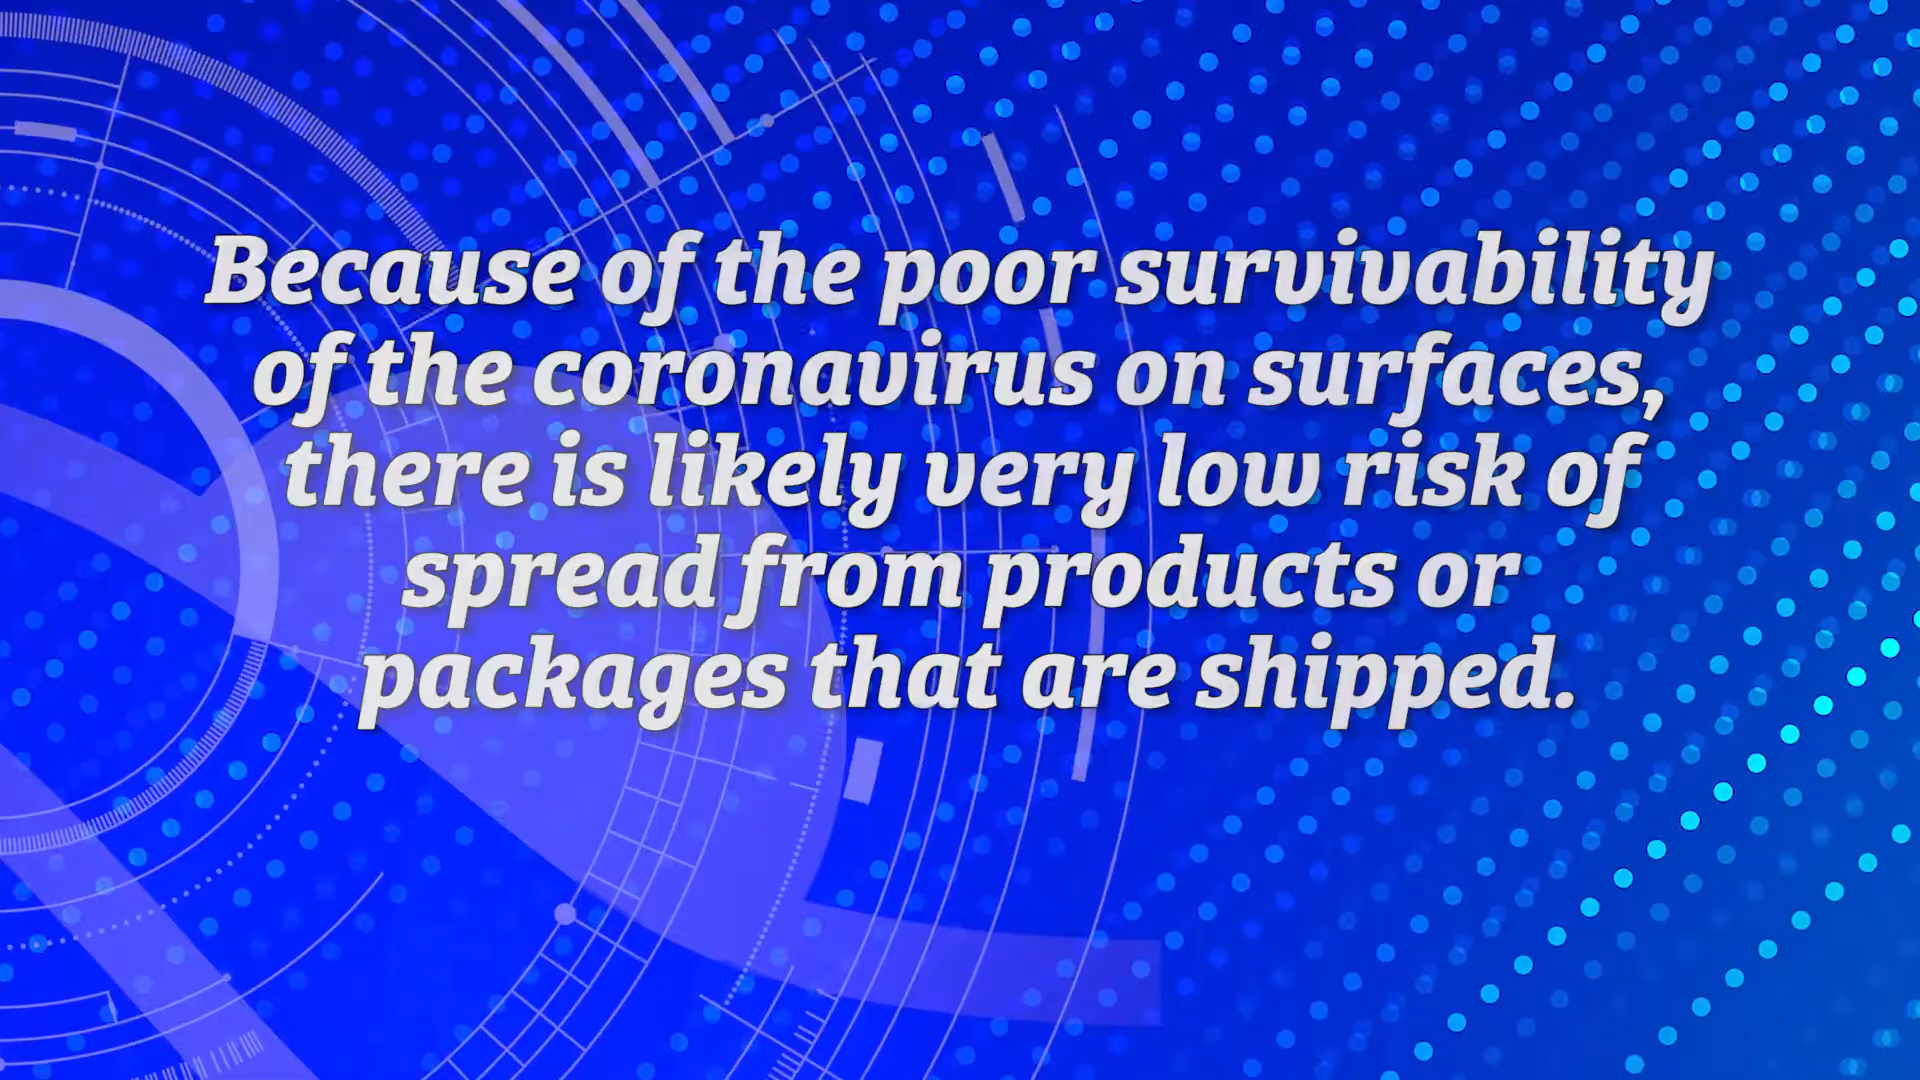 Because of the poor survivability
of the coronavirus on surfaces,
there is likely very low risk of
spread from products or
packages that are shipped.